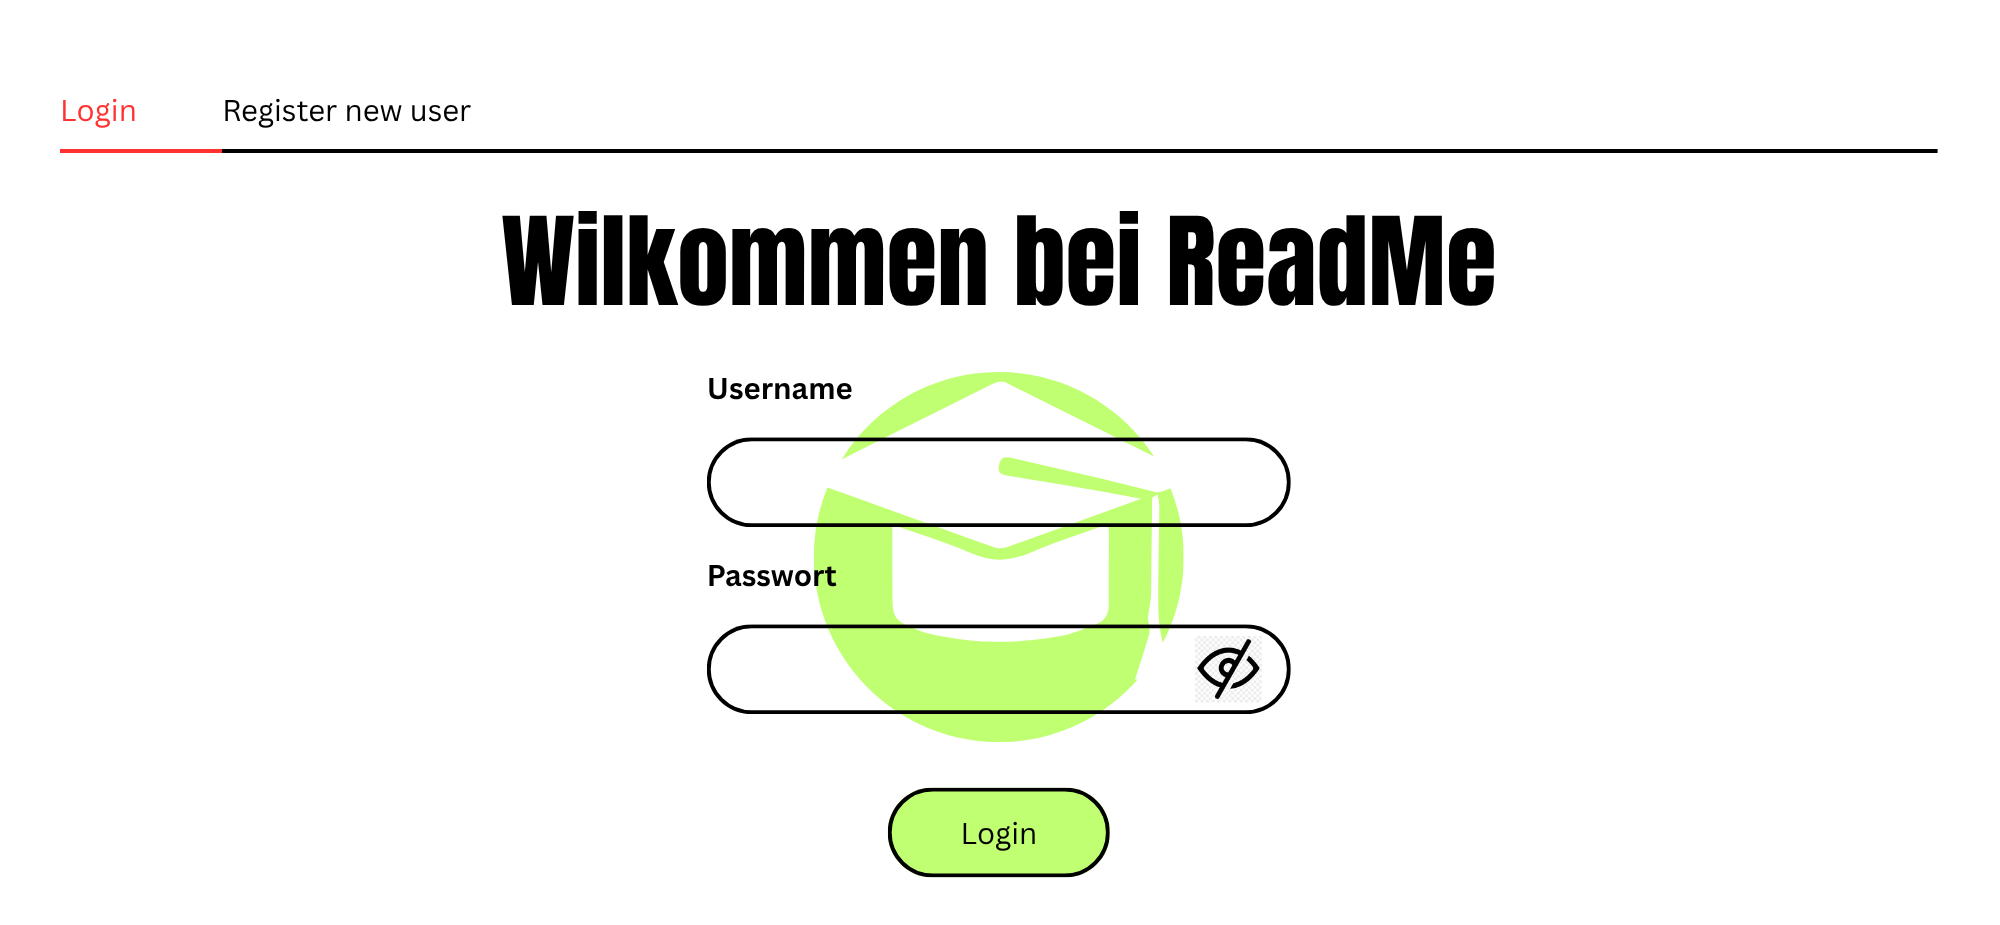 Login Register new user
Wilkommen bei ReadMe
Username
Passwort
Login